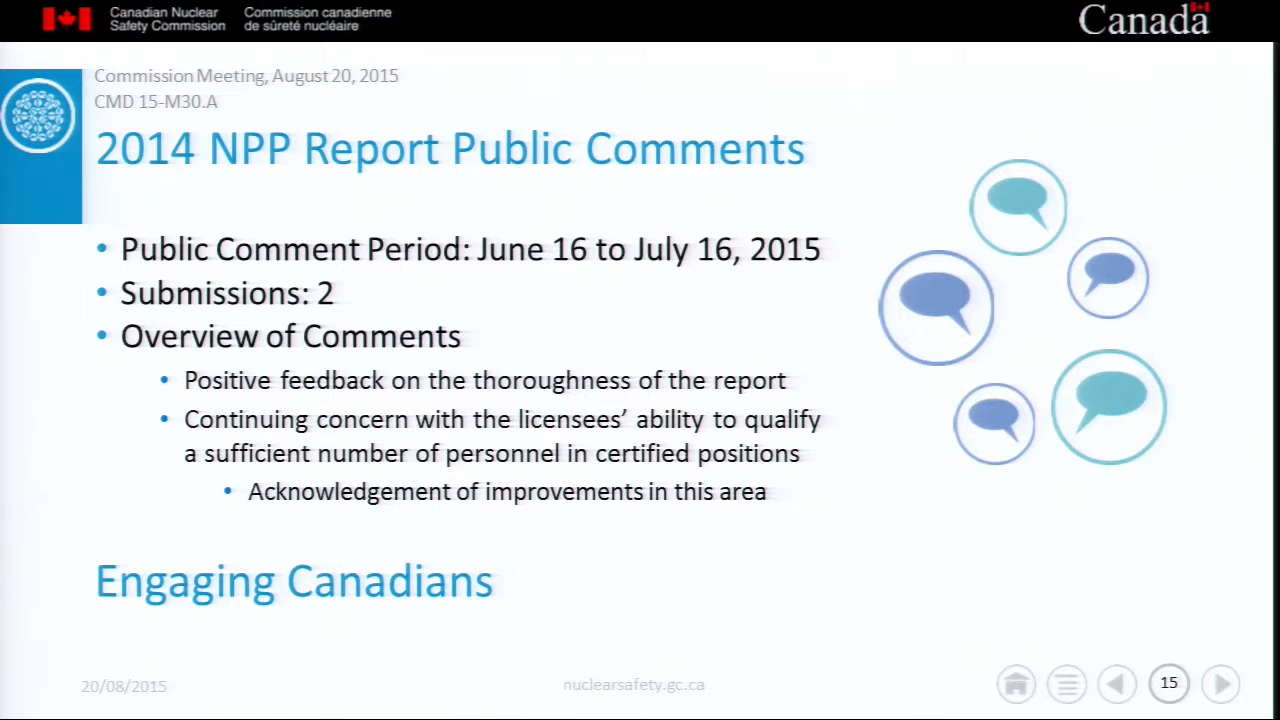 Canadian Nuclear
Safety Commission
Commission canadienne
de sûreté nucléaire
Canada
Commission Meeting, August 20, 2015
CMD 15-M30.A
2014 NPP Report Public Comments
• Public Comment Period: June 16 to July 16, 2015
• Submissions: 2
• Overview of Comments
• Positive feedback on the thoroughness of the report
• Continuing concern with the licensees’ ability to qualify
a sufficient number of personnel in certified positions
• Acknowledgement of improvements in this area
Engaging Canadians
20/08/2015
nuclearsafety.gc.ca
15